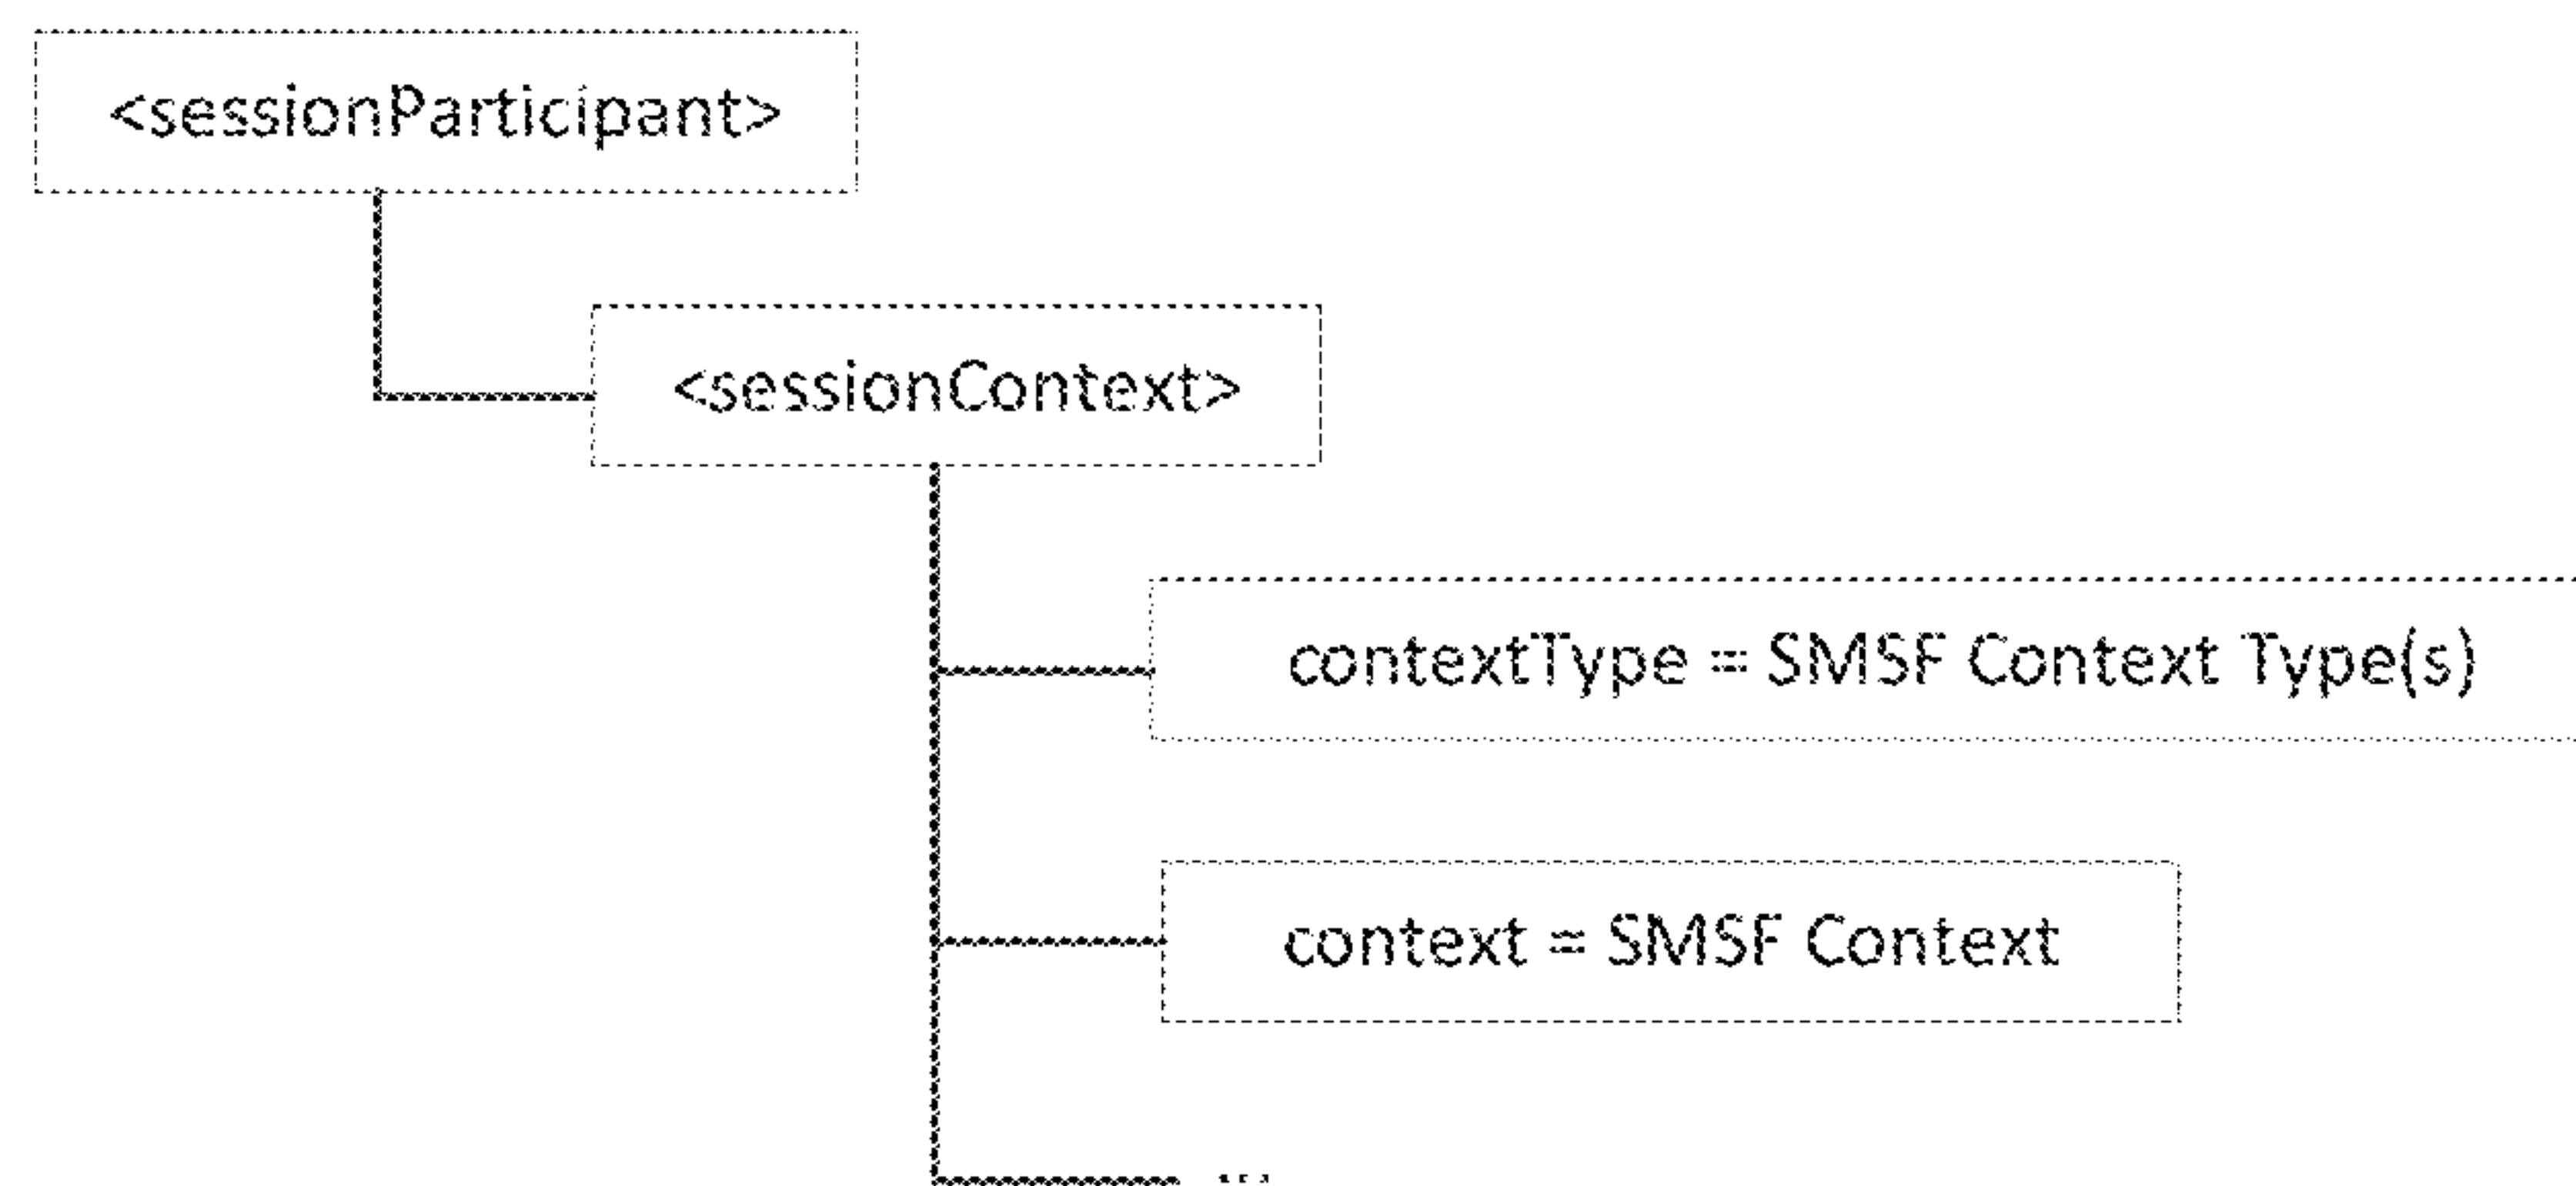 <sessionParticipant>
<sessionContext>
contextType = SMSF Context Type(s)
context = SMSF Context
...